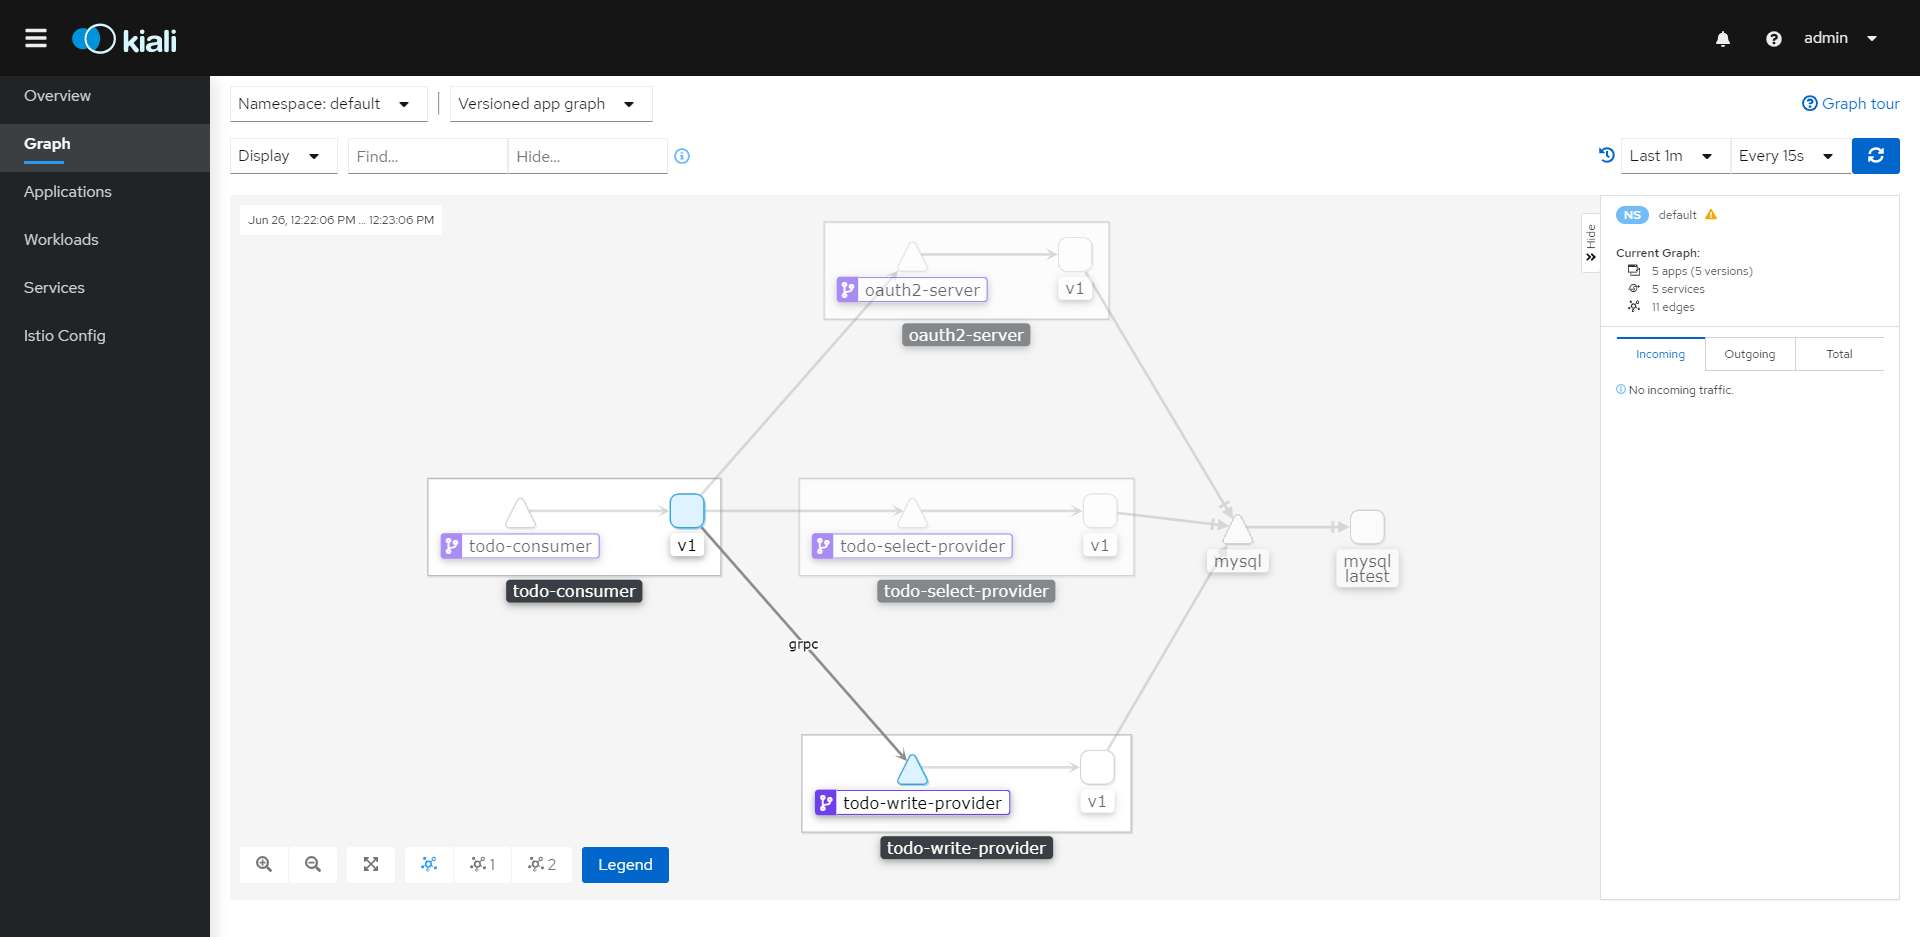 kiali
admin
Overview
Graph
Applications
Workloads
Services
Istio Config
Namespace: default
Versioned app graph
Graph tour
Display
Find...
Hide...
Last 1m
Every 15s
Jun 26, 12:22:06 PM ... 12:23:06 PM
Hide
NS default
Current Graph:
5 apps (5 versions)
5 services
11 edges
Incoming
Outgoing
Total
No incoming traffic.
oauth2-server
v1
oauth2-server
todo-consumer
v1
todo-consumer
todo-select-provider
v1
todo-select-provider
mysql
mysql
latest
grpc
todo-write-provider
v1
todo-write-provider
1
2
Legend